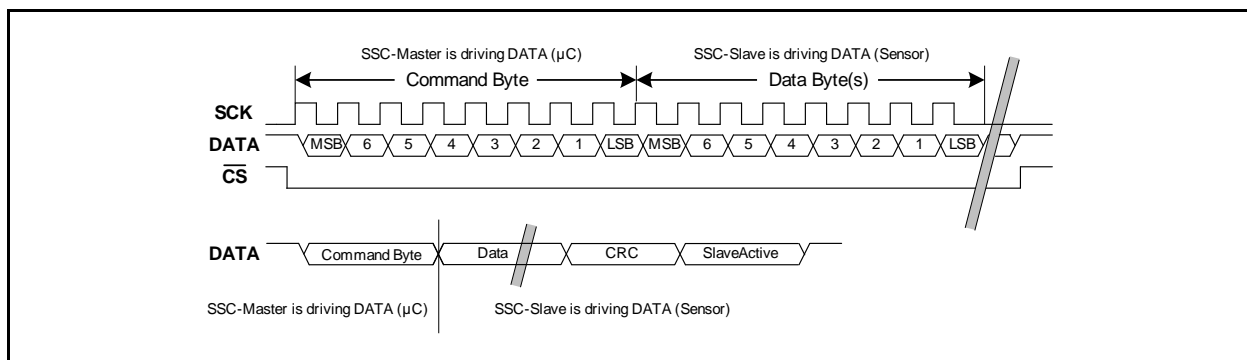 SSC-Master is driving DATA (µC) SSC-Slave is driving DATA (Sensor)
Command Byte Data Byte(s)
SCK
DATA MSB 6 5 4 3 2 1 LSB MSB 6 5 4 3 2 1 LSB
CS
DATA Command Byte Data CRC SlaveActive
SSC-Master is driving DATA (µC) SSC-Slave is driving DATA (Sensor)